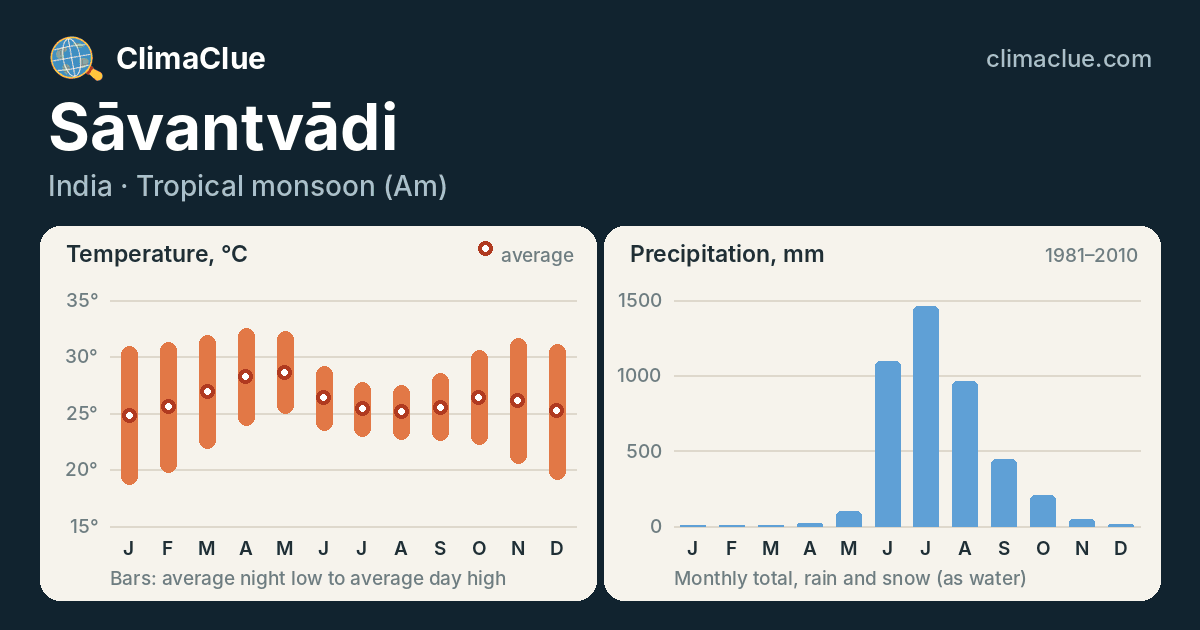 ClimaClue
climaclue.com
Sāvantvādi
India · Tropical monsoon (Am)
Temperature, °C
average
35°
30°
25°
20°
15°
J F M A M J J A S O N D
Bars: average night low to average day high
Precipitation, mm
1981–2010
1500
1000
500
0
J F M A M J J A S O N D
Monthly total, rain and snow (as water)